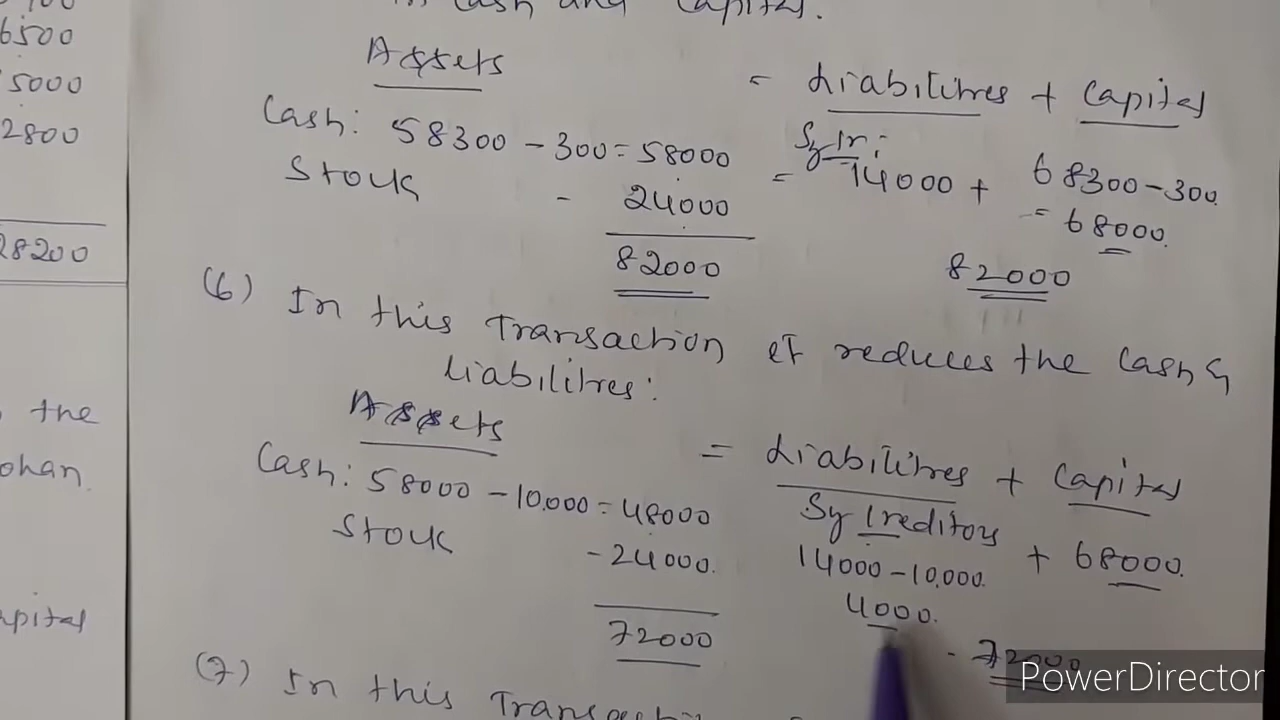 6500
5000
2800
28200
the
ohan.
apital
in cash and Capital.
Assets = Liabilities + Capital
Cash: 58300 - 300 = 58000 = Sy Cr: 14000 + 68300 - 300
Stock - 24000 = 68000.
82000 82000
(6) In this Transaction it reduces the Cash &
liabilities:
Assets = Liabilities + Capital
Cash: 58000 - 10,000 = 48000 Sy Creditors
Stock - 24000. 14000 - 10,000. + 68000.
4000.
72000 - 72000
(7) In this
PowerDirector